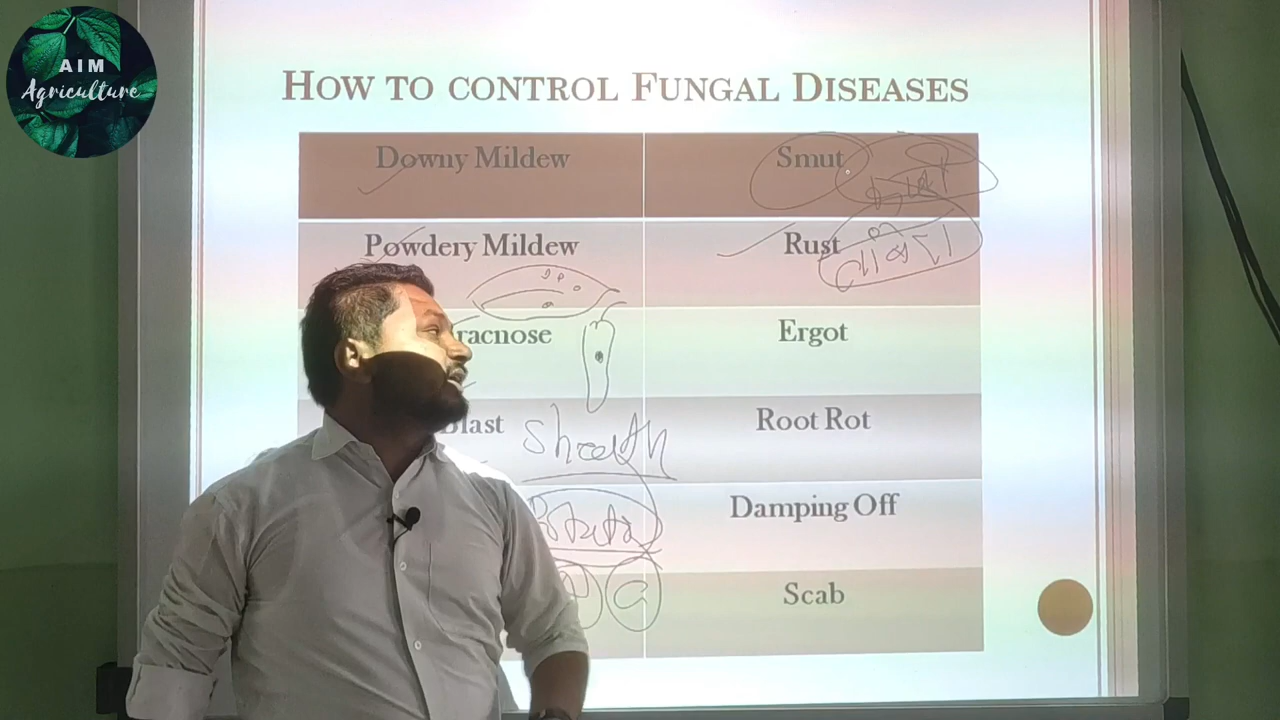 AIM
Agriculture
HOW TO CONTROL FUNGAL DISEASES
Downy Mildew
Smut
Powdery Mildew
Rust
racnose
Ergot
Blast
Sheath
Root Rot
Potato
Damping Off
Scab